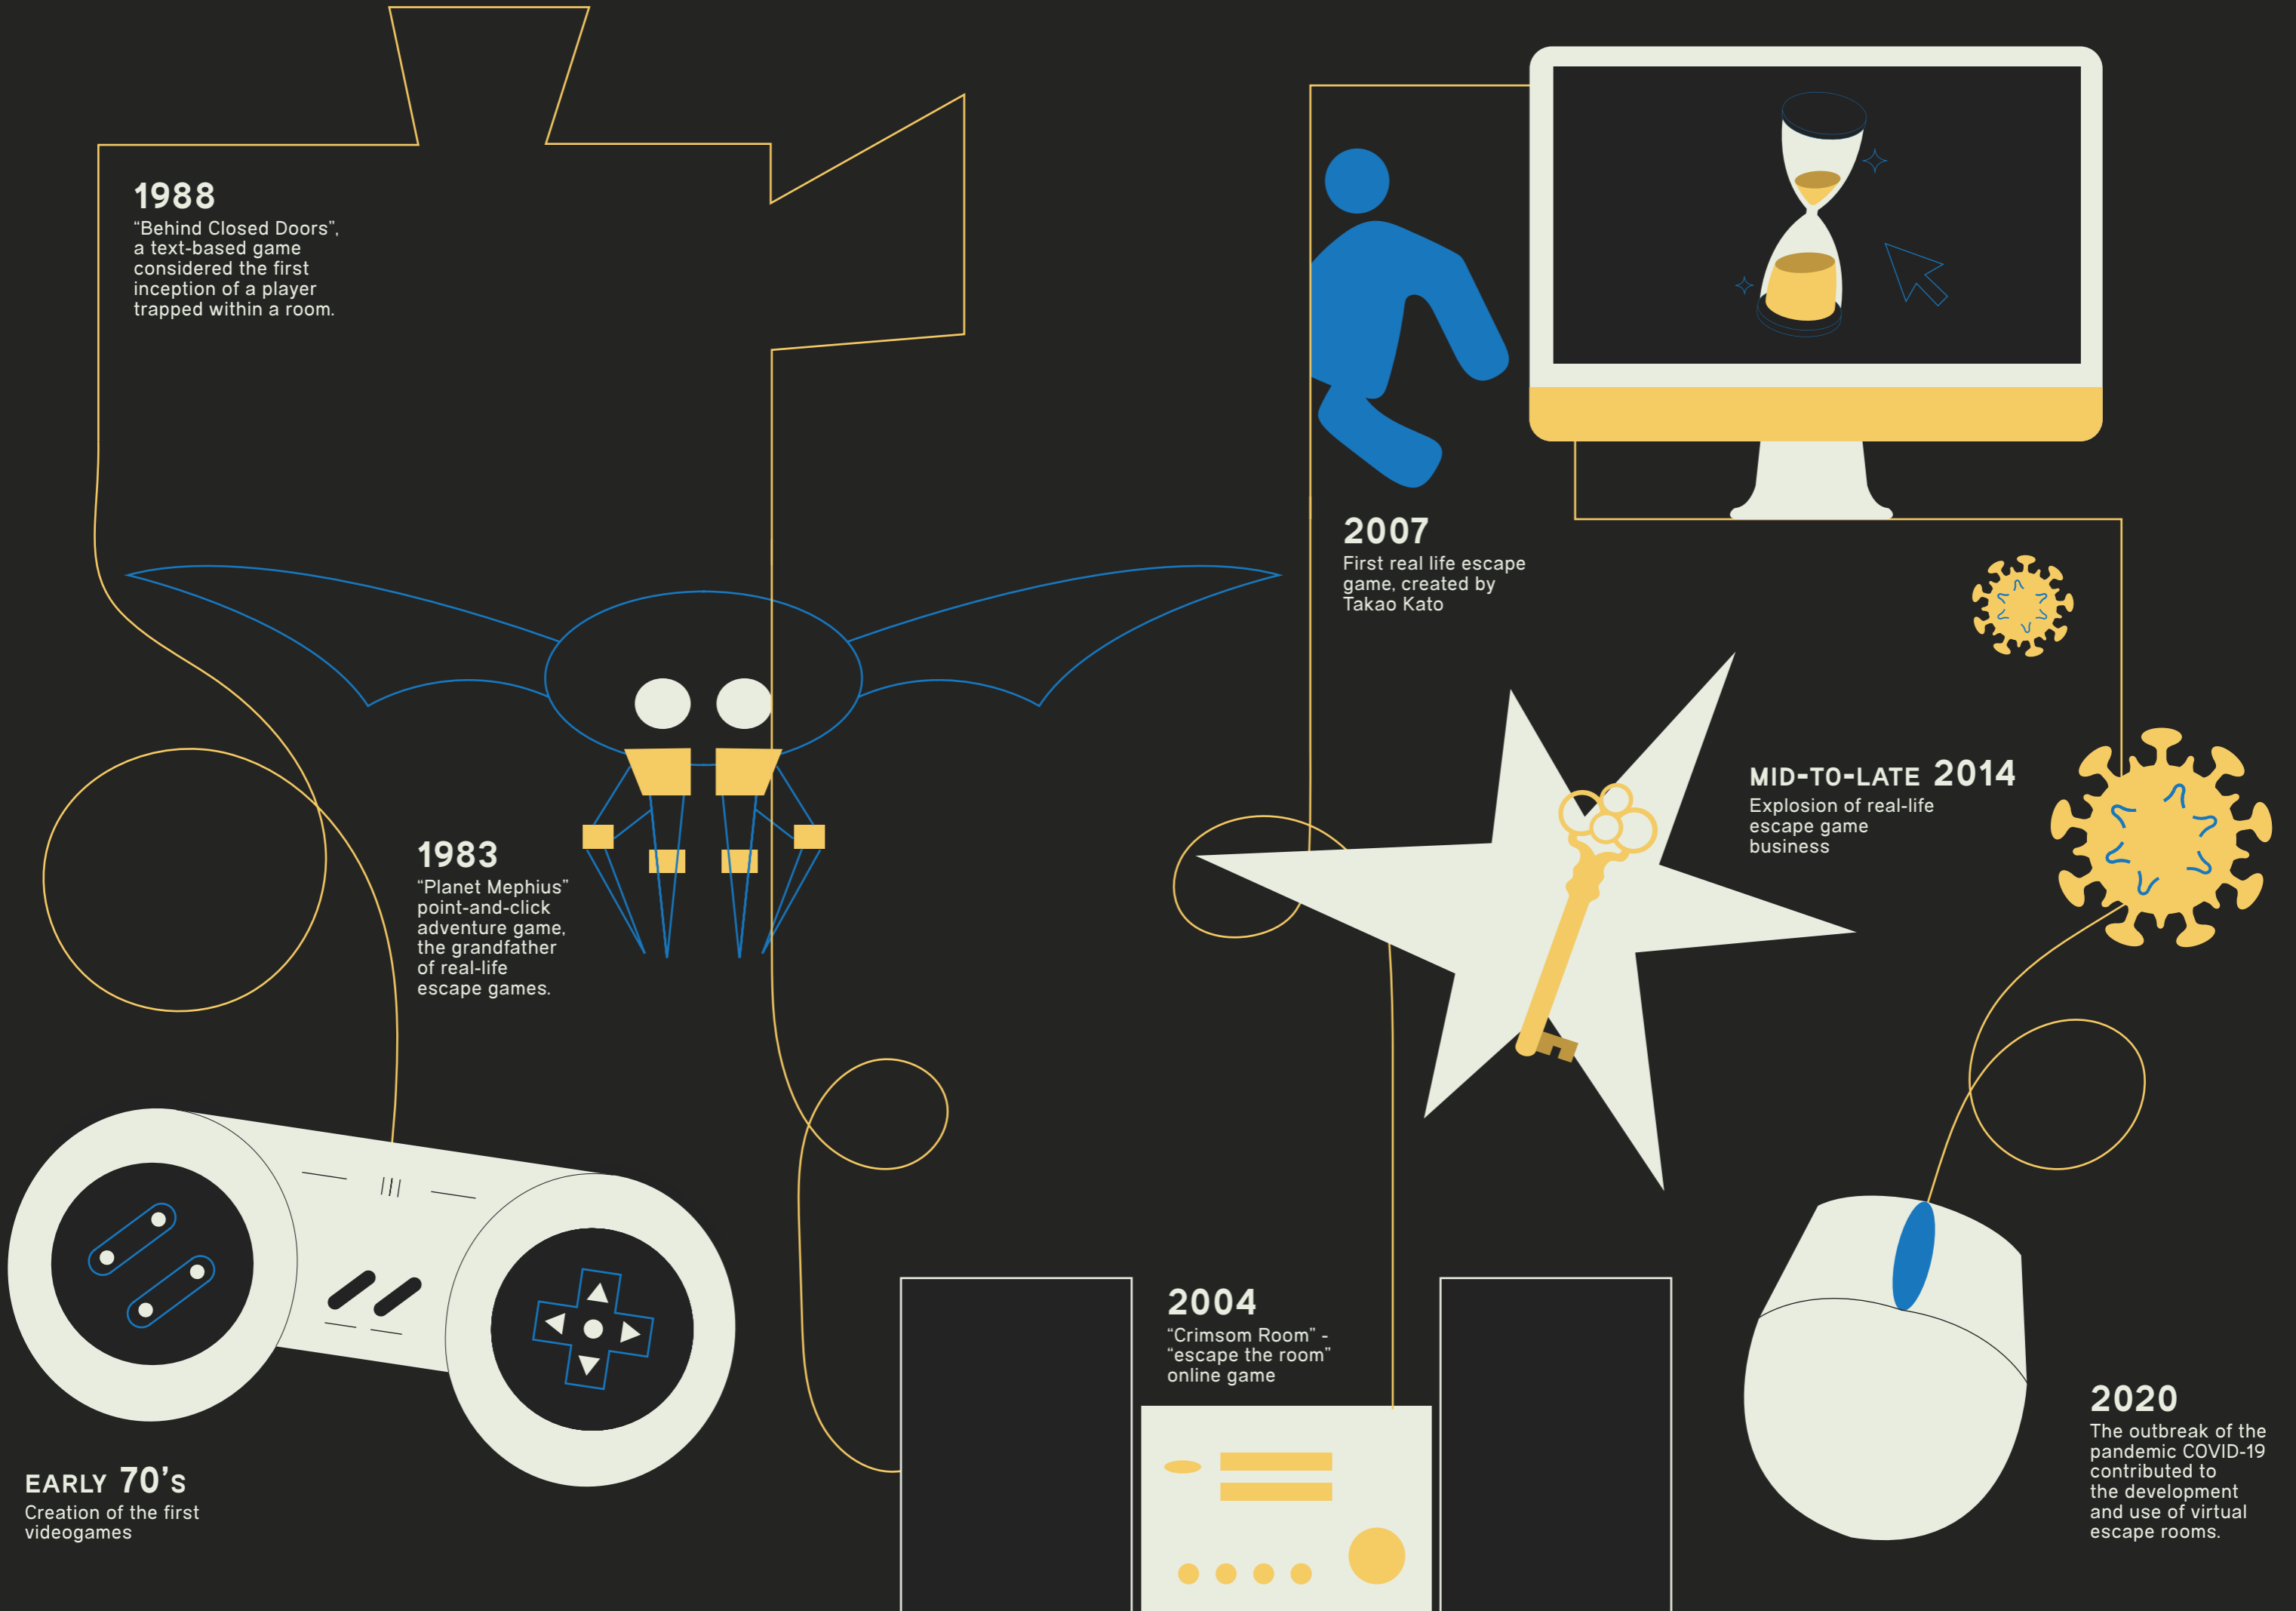 EARLY 70’S
Creation of the first
videogames
1983
“Planet Mephius”
point-and-click
adventure game,
the grandfather
of real-life
escape games.
1988
“Behind Closed Doors”,
a text-based game
considered the first
inception of a player
trapped within a room.
2004
“Crimsom Room” -
“escape the room”
online game
2007
First real life escape
game, created by
Takao Kato
MID-TO-LATE 2014
Explosion of real-life
escape game
business
2020
The outbreak of the
pandemic COVID-19
contributed to
the development
and use of virtual
escape rooms.